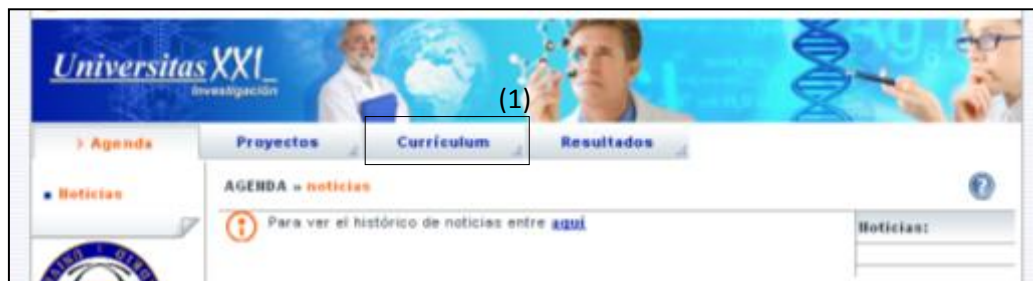 Universitas XXI
Investigación
(1)
> Agenda Proyectos Currículum Resultados
Noticias
AGENDA » noticias
Para ver el histórico de noticias entre aquí
Noticias: